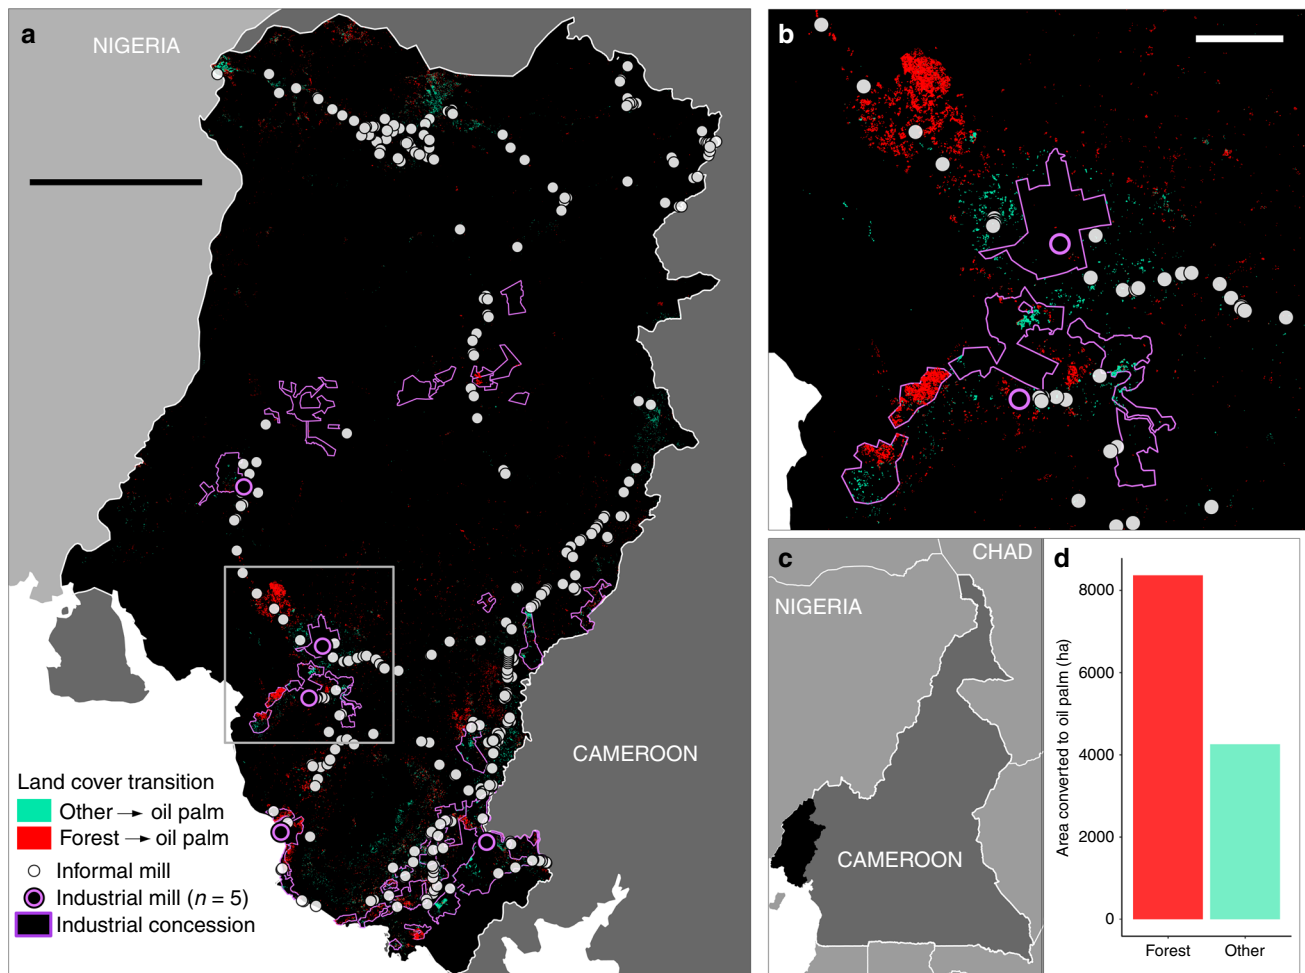 a
NIGERIA
CAMEROON
Land cover transition
Other → oil palm
Forest → oil palm
Informal mill
Industrial mill (n = 5)
Industrial concession
b
c
CHAD
NIGERIA
CAMEROON
d
Area converted to oil palm (ha)
8000
6000
4000
2000
0
Forest
Other